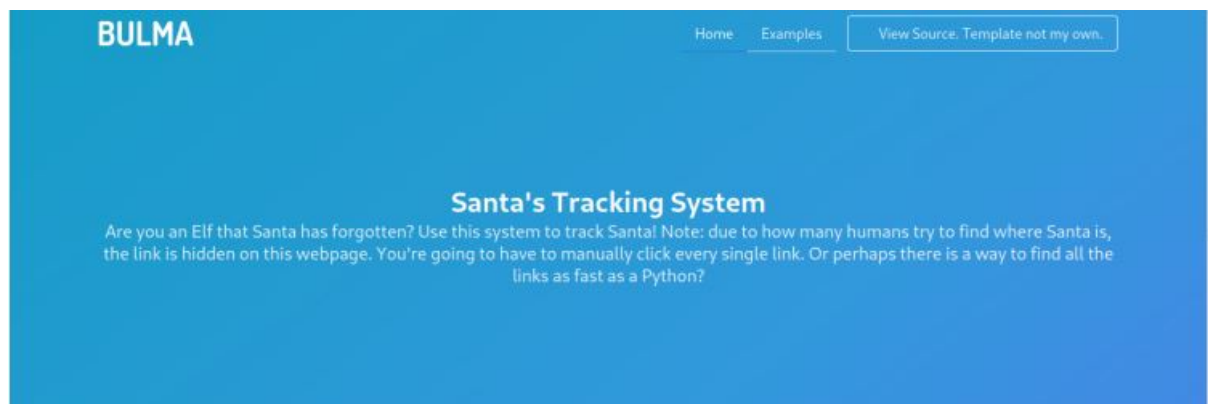 BULMA
Home Examples View Source. Template not my own.
Santa's Tracking System
Are you an Elf that Santa has forgotten? Use this system to track Santa! Note: due to how many humans try to find where Santa is,
the link is hidden on this webpage. You're going to have to manually click every single link. Or perhaps there is a way to find all the
links as fast as a Python?